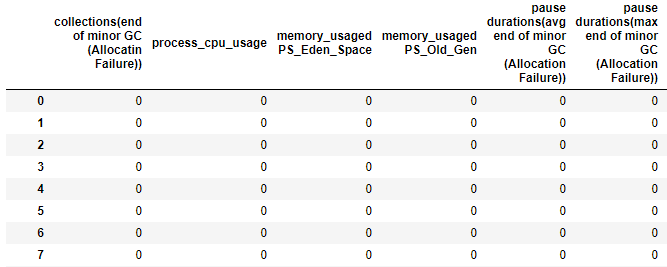 collections(end of minor GC (Allocatin Failure)) process_cpu_usage memory_usaged PS_Eden_Space memory_usaged PS_Old_Gen pause durations(avg end of minor GC (Allocation Failure)) pause durations(max end of minor GC (Allocation Failure))
0 0 0 0 0 0 0
1 0 0 0 0 0 0
2 0 0 0 0 0 0
3 0 0 0 0 0 0
4 0 0 0 0 0 0
5 0 0 0 0 0 0
6 0 0 0 0 0 0
7 0 0 0 0 0 0